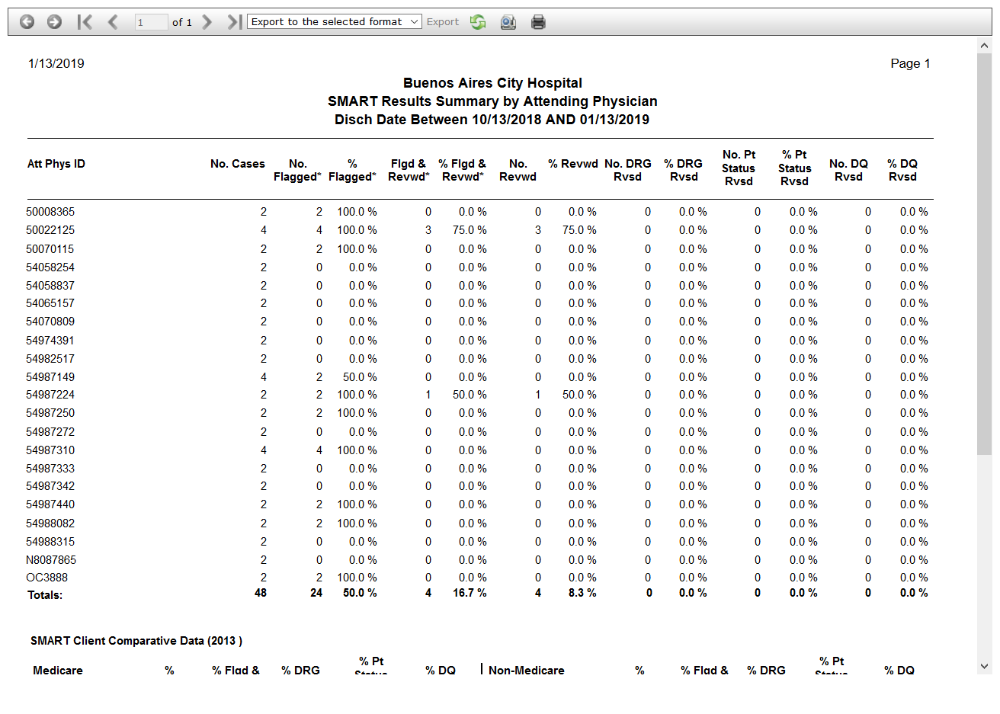 1 of 1 Export to the selected format Export
1/13/2019 Page 1
Buenos Aires City Hospital
SMART Results Summary by Attending Physician
Disch Date Between 10/13/2018 AND 01/13/2019
Att Phys ID No. Cases No. Flagged* % Flagged* Flgd & Revwd* % Flgd & Revwd* No. Revwd % Revwd No. DRG Rvsd % DRG Rvsd No. Pt Status Rvsd % Pt Status Rvsd No. DQ Rvsd % DQ Rvsd
50008365 2 2 100.0 % 0 0.0 % 0 0.0 % 0 0.0 % 0 0.0 % 0 0.0 %
50022125 4 4 100.0 % 3 75.0 % 3 75.0 % 0 0.0 % 0 0.0 % 0 0.0 %
50070115 2 2 100.0 % 0 0.0 % 0 0.0 % 0 0.0 % 0 0.0 % 0 0.0 %
54058254 2 0 0.0 % 0 0.0 % 0 0.0 % 0 0.0 % 0 0.0 % 0 0.0 %
54058837 2 0 0.0 % 0 0.0 % 0 0.0 % 0 0.0 % 0 0.0 % 0 0.0 %
54065157 2 0 0.0 % 0 0.0 % 0 0.0 % 0 0.0 % 0 0.0 % 0 0.0 %
54070809 2 0 0.0 % 0 0.0 % 0 0.0 % 0 0.0 % 0 0.0 % 0 0.0 %
54974391 2 0 0.0 % 0 0.0 % 0 0.0 % 0 0.0 % 0 0.0 % 0 0.0 %
54982517 2 0 0.0 % 0 0.0 % 0 0.0 % 0 0.0 % 0 0.0 % 0 0.0 %
54987149 4 2 50.0 % 0 0.0 % 0 0.0 % 0 0.0 % 0 0.0 % 0 0.0 %
54987224 2 2 100.0 % 1 50.0 % 1 50.0 % 0 0.0 % 0 0.0 % 0 0.0 %
54987250 2 2 100.0 % 0 0.0 % 0 0.0 % 0 0.0 % 0 0.0 % 0 0.0 %
54987272 2 0 0.0 % 0 0.0 % 0 0.0 % 0 0.0 % 0 0.0 % 0 0.0 %
54987310 4 4 100.0 % 0 0.0 % 0 0.0 % 0 0.0 % 0 0.0 % 0 0.0 %
54987333 2 0 0.0 % 0 0.0 % 0 0.0 % 0 0.0 % 0 0.0 % 0 0.0 %
54987342 2 0 0.0 % 0 0.0 % 0 0.0 % 0 0.0 % 0 0.0 % 0 0.0 %
54987440 2 2 100.0 % 0 0.0 % 0 0.0 % 0 0.0 % 0 0.0 % 0 0.0 %
54988082 2 2 100.0 % 0 0.0 % 0 0.0 % 0 0.0 % 0 0.0 % 0 0.0 %
54988315 2 0 0.0 % 0 0.0 % 0 0.0 % 0 0.0 % 0 0.0 % 0 0.0 %
N8087865 2 0 0.0 % 0 0.0 % 0 0.0 % 0 0.0 % 0 0.0 % 0 0.0 %
OC3888 2 2 100.0 % 0 0.0 % 0 0.0 % 0 0.0 % 0 0.0 % 0 0.0 %
Totals: 48 24 50.0 % 4 16.7 % 4 8.3 % 0 0.0 % 0 0.0 % 0 0.0 %
SMART Client Comparative Data (2013 )
Medicare % % Flgd & % DRG % Pt Status % DQ Non-Medicare % % Flgd & % DRG % Pt Status % DQ